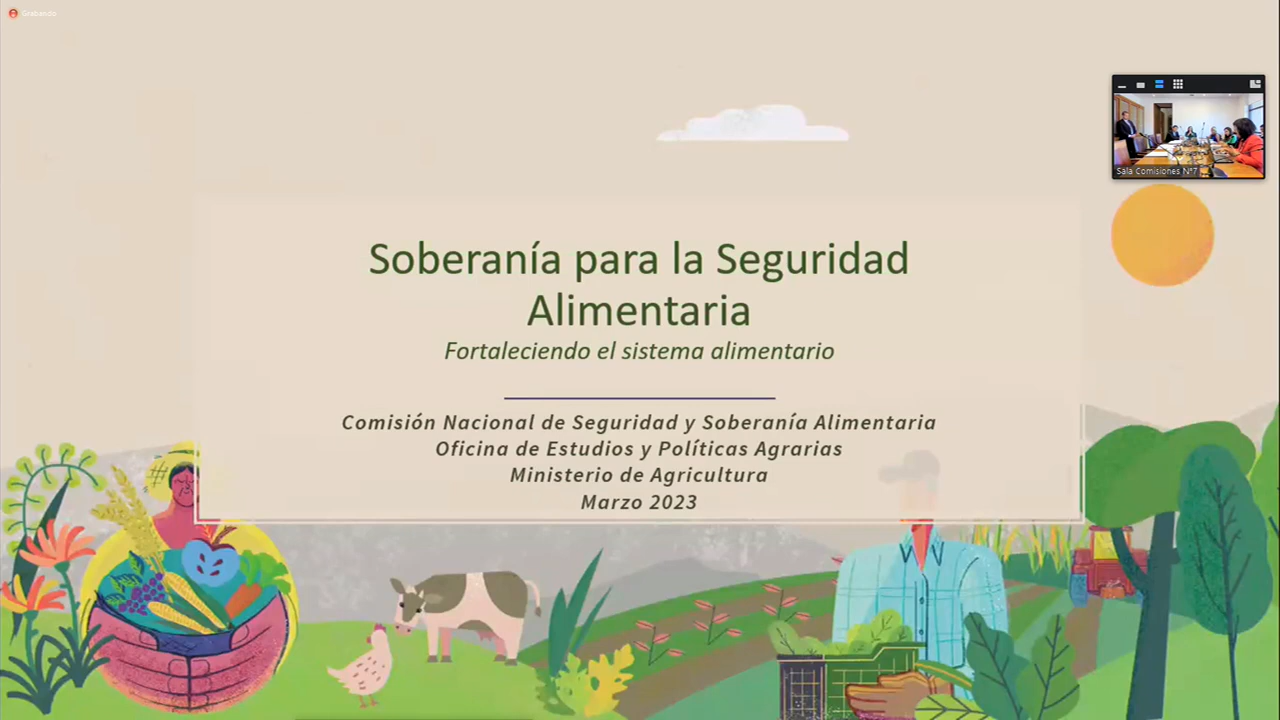 Grabando
Sala Comisiones N°7
Soberanía para la Seguridad
Alimentaria
Fortaleciendo el sistema alimentario
Comisión Nacional de Seguridad y Soberanía Alimentaria
Oficina de Estudios y Políticas Agrarias
Ministerio de Agricultura
Marzo 2023